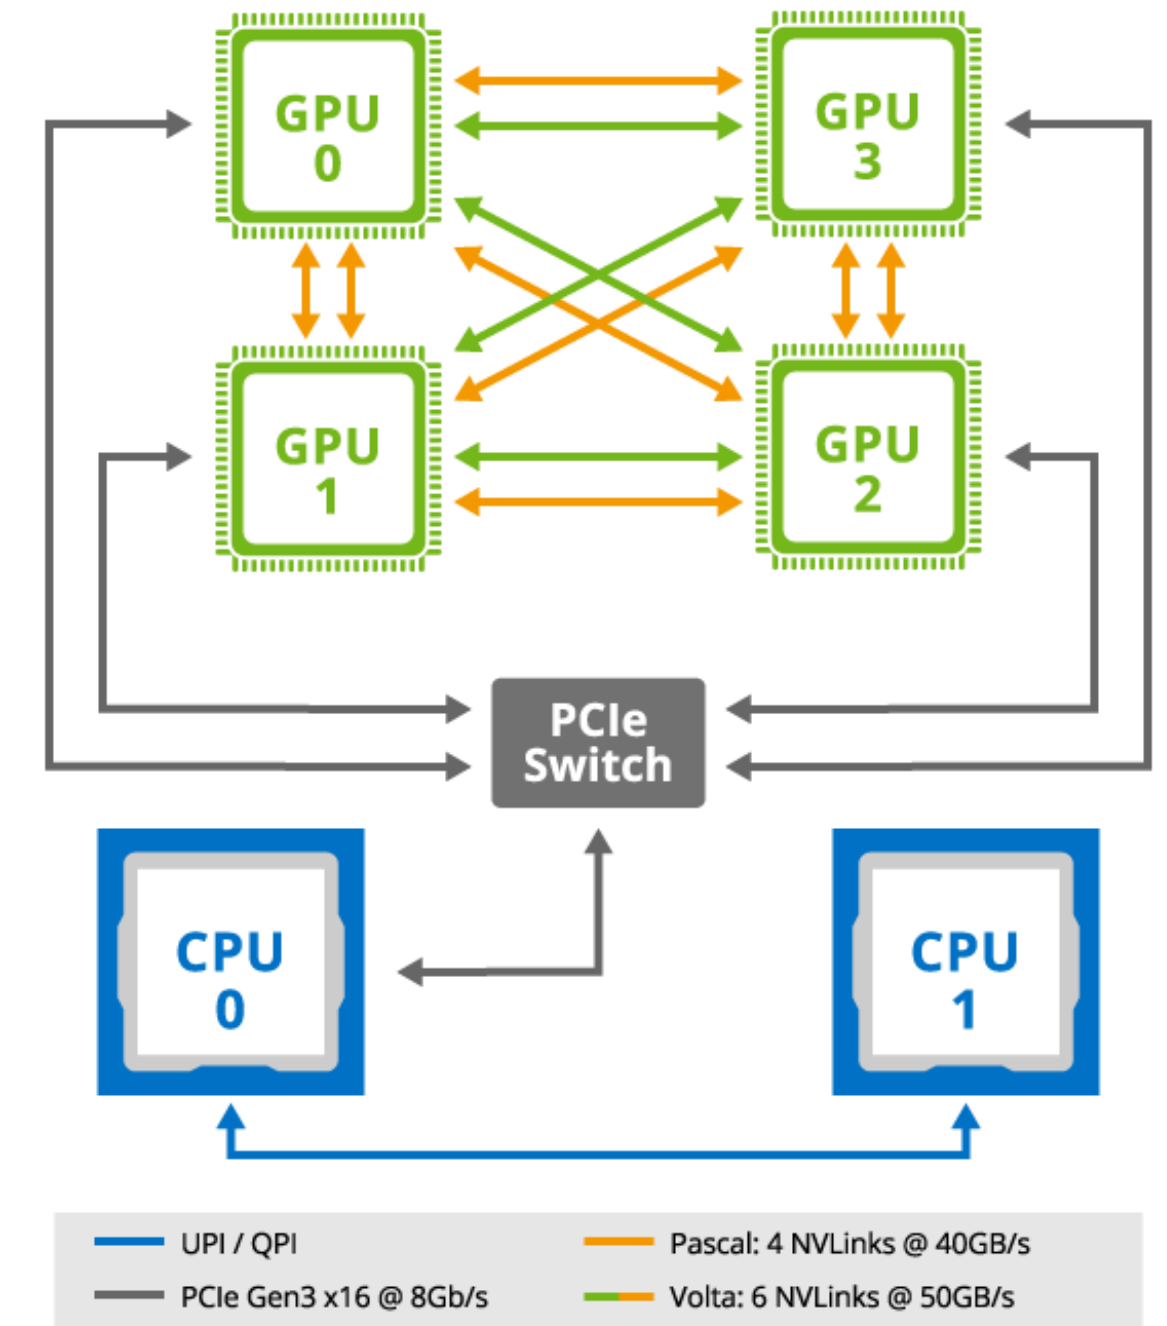 GPU
0
GPU
3
GPU
1
GPU
2
PCIe
Switch
CPU
0
CPU
1
UPI / QPI
Pascal: 4 NVLinks @ 40GB/s
PCIe Gen3 x16 @ 8Gb/s
Volta: 6 NVLinks @ 50GB/s